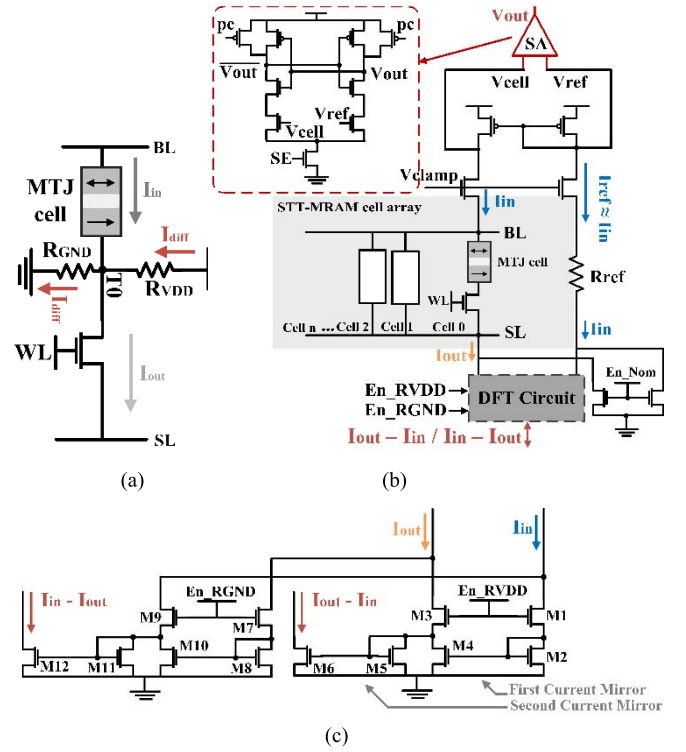 BL
MTJ
cell
Iin
RGND
Idiff
Idiff
T0
RVDD
WL
Iout
SL
(a)
pc
pc
Vout
Vout
Vcell
Vref
SE
Vout
SA
Vcell
Vref
Vclamp
Iin
Iref ≈ Iin
STT-MRAM cell array
BL
MTJ cell
Rref
WL
Cell n ... Cell 2 Cell 1 Cell 0
SL
Iin
Iout
En_Nom
En_RVDD
En_RGND
DFT Circuit
Iout – Iin / Iin – Iout
(b)
Iout
Iin
Iin - Iout
En_RGND
M9
M7
Iout - Iin
En_RVDD
M3
M1
M12
M11
M10
M8
M6
M5
M4
M2
First Current Mirror
Second Current Mirror
(c)